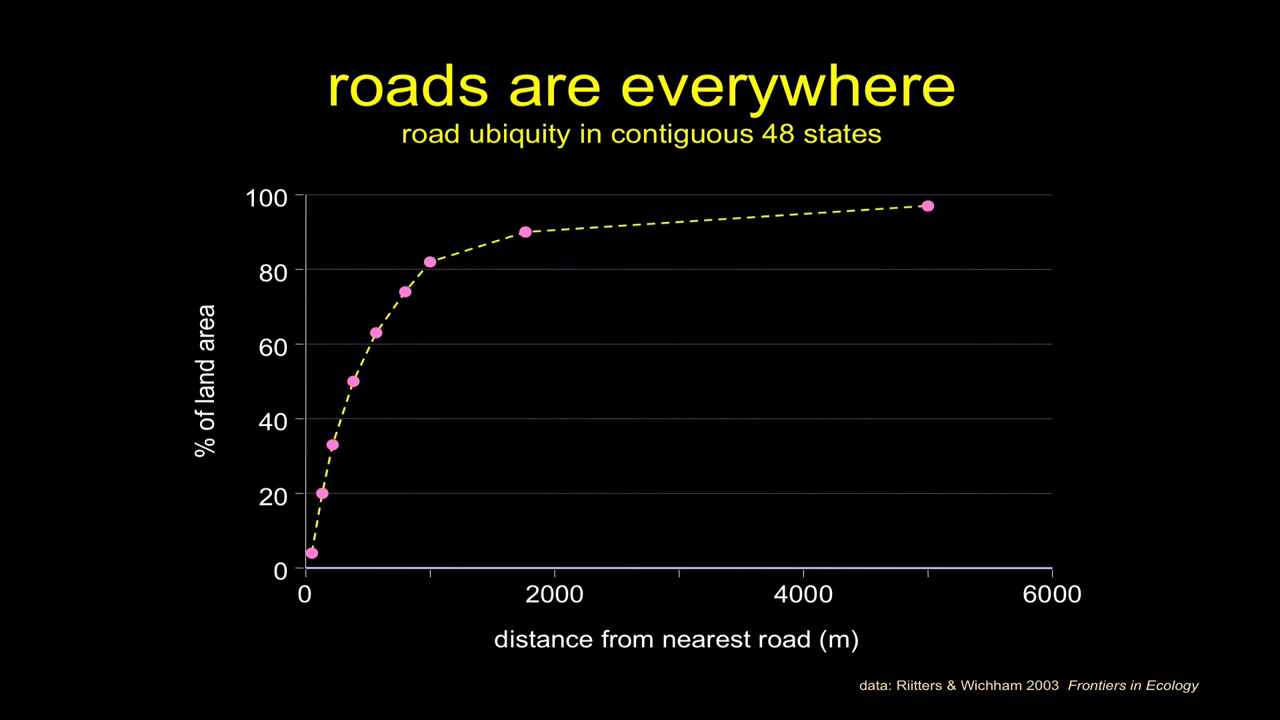 roads are everywhere
road ubiquity in contiguous 48 states
100
80
60
40
20
0
% of land area
0 2000 4000 6000
distance from nearest road (m)
data: Riitters & Wichham 2003 Frontiers in Ecology